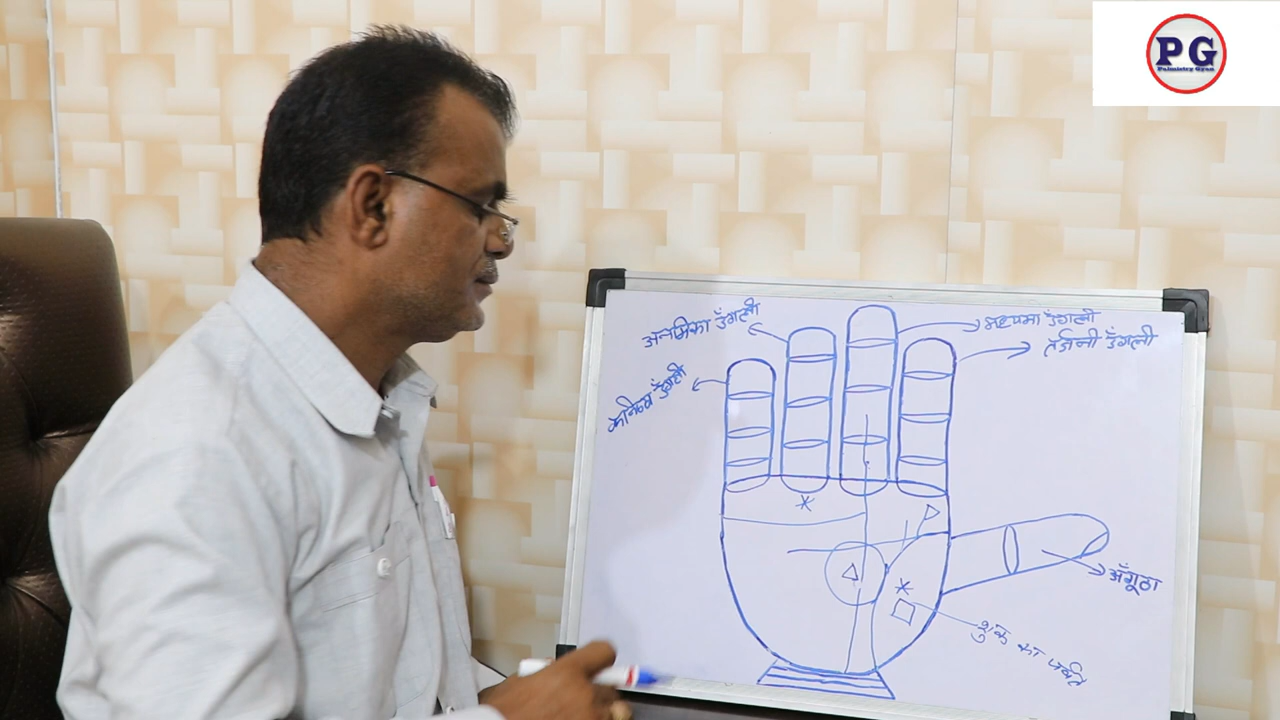 PG
Palmistry Gyan
अनामिका उँगली
मध्यमा उँगली
तर्जनी उँगली
कनिष्ठ उँगली
अँगूठा
शुक्र का पर्वत